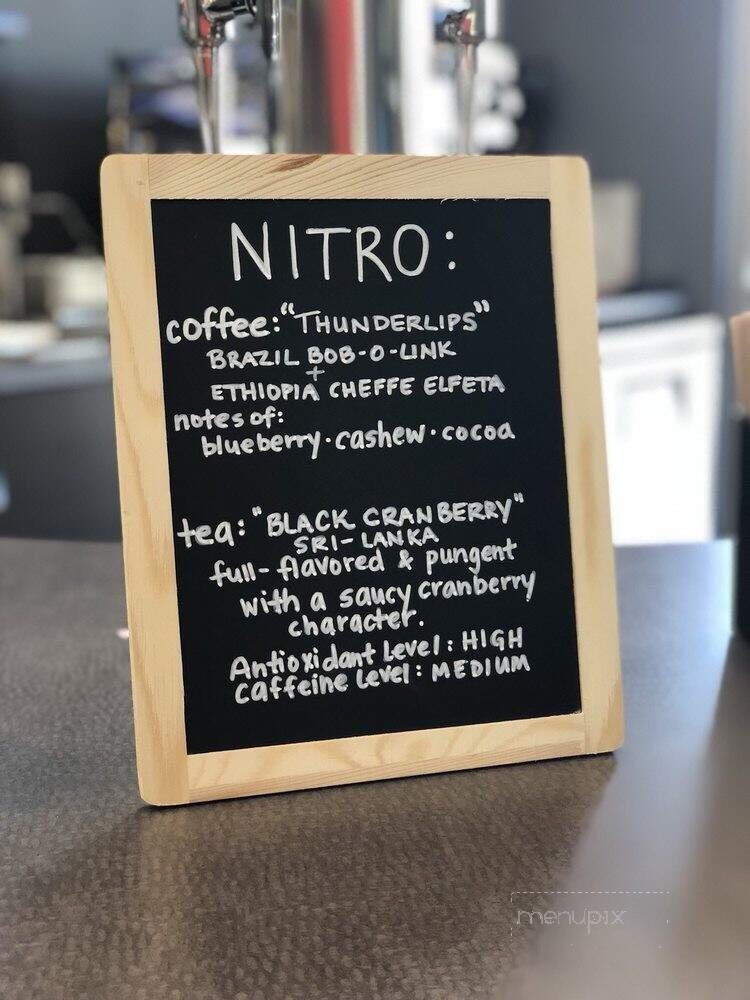 NITRO:
coffee: "THUNDERLIPS"
BRAZIL BOB-O-LINK
+
ETHIOPIA CHEFFE ELFETA
notes of:
blueberry · cashew · cocoa
tea: "BLACK CRANBERRY"
SRI-LANKA
full-flavored & pungent
with a saucy cranberry
character.
Antioxidant Level: HIGH
Caffeine Level: MEDIUM
menupix